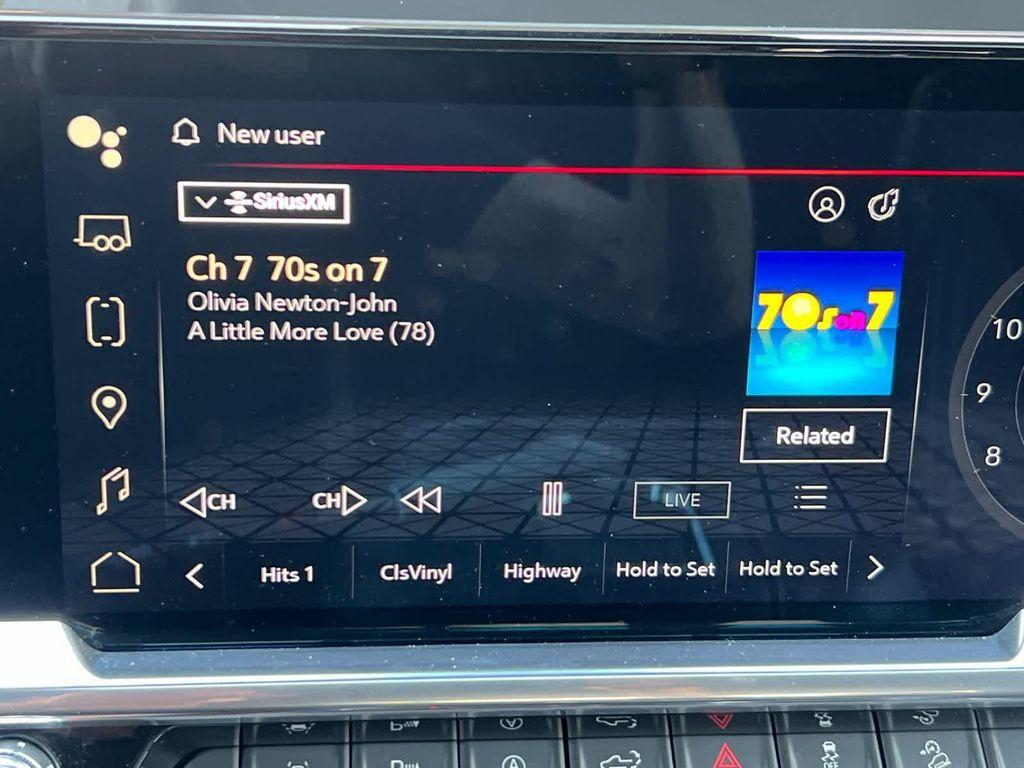 New user
SiriusXM
Ch 7 70s on 7
Olivia Newton-John
A Little More Love (78)
70s on 7
Related
CH
CH
LIVE
Hits 1
ClsVinyl
Highway
Hold to Set
Hold to Set
10
9
8
A
OFF